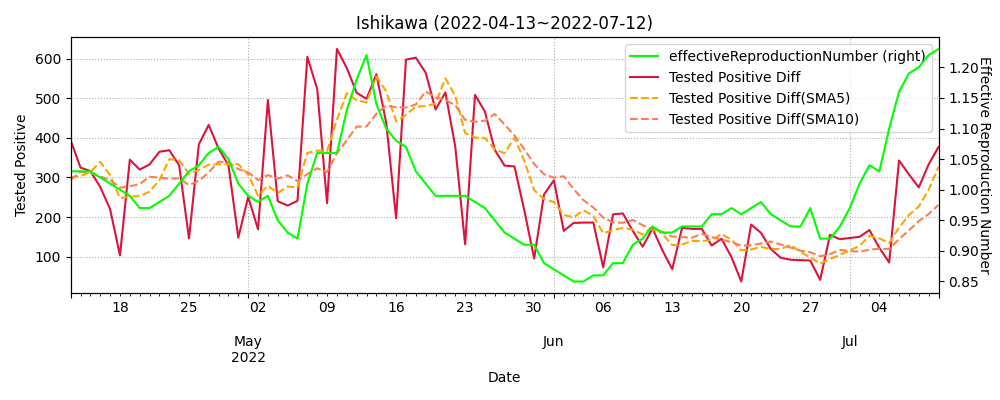 Ishikawa (2022-04-13~2022-07-12)
effectiveReproductionNumber (right)
Tested Positive Diff
Tested Positive Diff(SMA5)
Tested Positive Diff(SMA10)
Tested Positive
600
500
400
300
200
100
1.20
1.15
1.10
1.05
1.00
0.95
0.90
0.85
Effective Reproduction Number
18 25 02 09 16 23 30 06 13 20 27 04
May Jun Jul
2022
Date